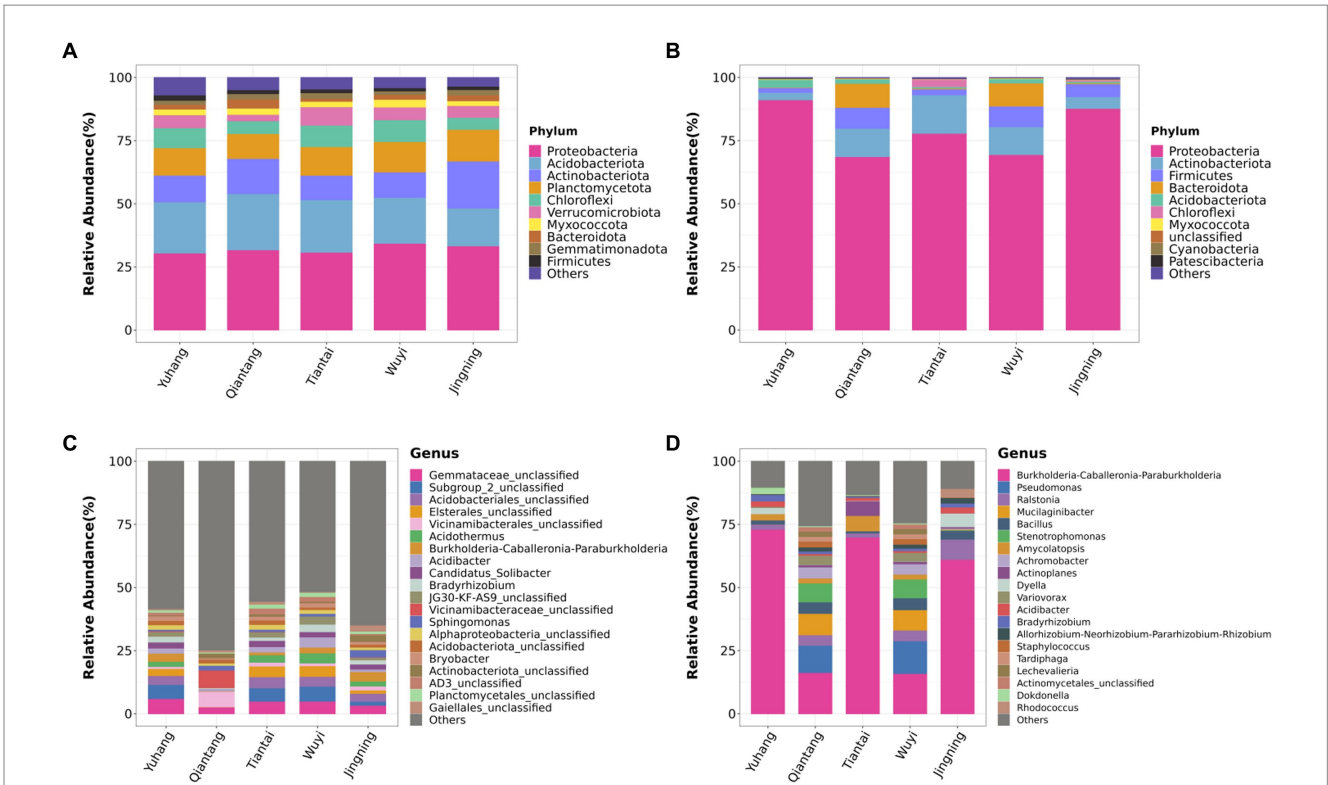 A
Relative Abundance(%)
100
75
50
25
0
Yuhang
Qiantang
Tiantai
Wuyi
Jingning
Phylum
Proteobacteria
Acidobacteriota
Actinobacteriota
Planctomycetota
Chloroflexi
Verrucomicrobiota
Myxococcota
Bacteroidota
Gemmatimonadota
Firmicutes
Others
B
Relative Abundance(%)
100
75
50
25
0
Yuhang
Qiantang
Tiantai
Wuyi
Jingning
Phylum
Proteobacteria
Actinobacteriota
Firmicutes
Bacteroidota
Acidobacteriota
Chloroflexi
Myxococcota
unclassified
Cyanobacteria
Patescibacteria
Others
C
Relative Abundance(%)
100
75
50
25
0
Yuhang
Qiantang
Tiantai
Wuyi
Jingning
Genus
Gemmataceae_unclassified
Subgroup_2_unclassified
Acidobacteriales_unclassified
Elsterales_unclassified
Vicinamibacterales_unclassified
Acidothermus
Burkholderia-Caballeronia-Paraburkholderia
Acidibacter
Candidatus_Solibacter
Bradyrhizobium
JG30-KF-AS9_unclassified
Vicinamibacteraceae_unclassified
Sphingomonas
Alphaproteobacteria_unclassified
Acidobacteriota_unclassified
Bryobacter
Actinobacteriota_unclassified
AD3_unclassified
Planctomycetales_unclassified
Gaiellales_unclassified
Others
D
Relative Abundance(%)
100
75
50
25
0
Yuhang
Qiantang
Tiantai
Wuyi
Jingning
Genus
Burkholderia-Caballeronia-Paraburkholderia
Pseudomonas
Ralstonia
Mucilaginibacter
Bacillus
Stenotrophomonas
Amycolatopsis
Achromobacter
Actinoplanes
Dyella
Variovorax
Acidibacter
Bradyrhizobium
Allorhizobium-Neorhizobium-Pararhizobium-Rhizobium
Staphylococcus
Tardiphaga
Lechevalieria
Actinomycetales_unclassified
Dokdonella
Rhodococcus
Others